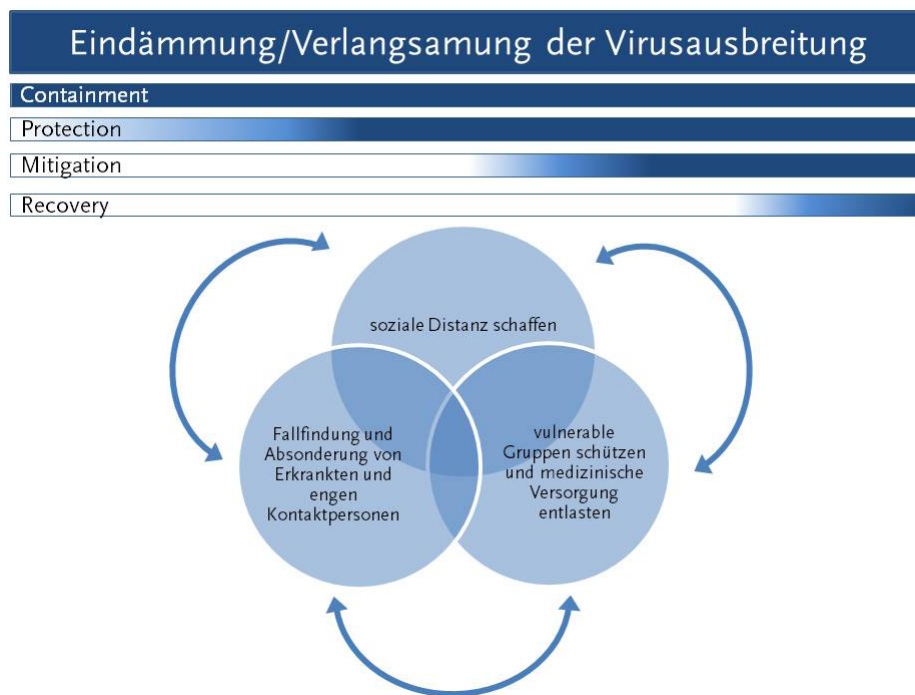 Eindämmung/Verlangsamung der Virusausbreitung
Containment
Protection
Mitigation
Recovery
soziale Distanz schaffen
Fallfindung und
Absonderung von
Erkrankten und
engen
Kontaktpersonen
vulnerable
Gruppen schützen
und medizinische
Versorgung
entlasten